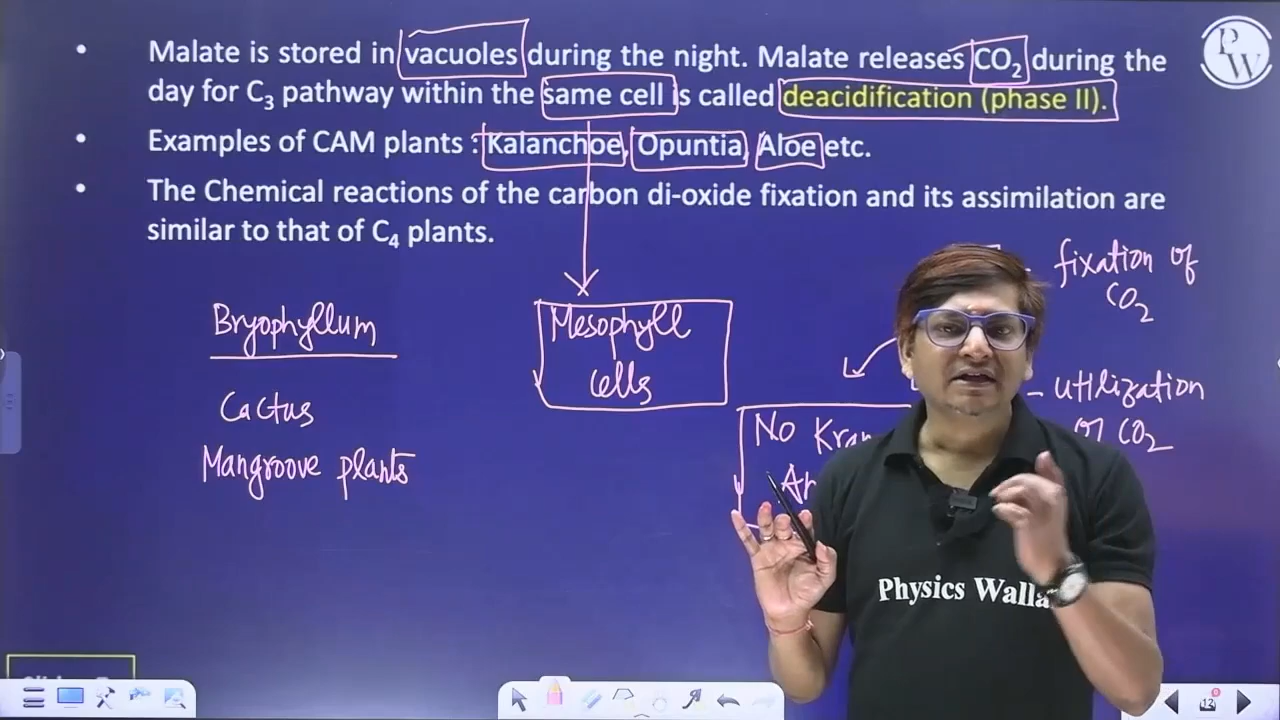 • Malate is stored in vacuoles during the night. Malate releases CO₂ during the
day for C₃ pathway within the same cell is called deacidification (phase II).
• Examples of CAM plants : Kalanchoe, Opuntia, Aloe etc.
• The Chemical reactions of the carbon di-oxide fixation and its assimilation are
similar to that of C₄ plants.
PW
fixation of
CO₂
Bryophyllum
Mesophyll
cells
Cactus
- utilization
of CO₂
No
Mangroove plants
Physics Walla
12